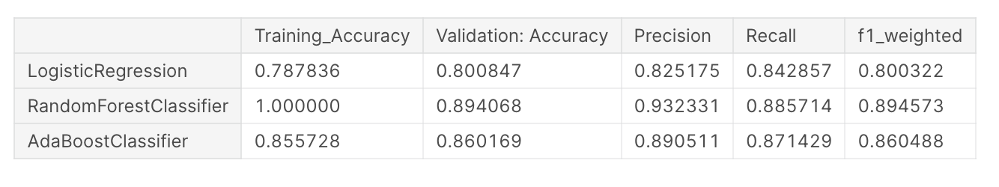 Training_Accuracy Validation: Accuracy Precision Recall f1_weighted
LogisticRegression 0.787836 0.800847 0.825175 0.842857 0.800322
RandomForestClassifier 1.000000 0.894068 0.932331 0.885714 0.894573
AdaBoostClassifier 0.855728 0.860169 0.890511 0.871429 0.860488